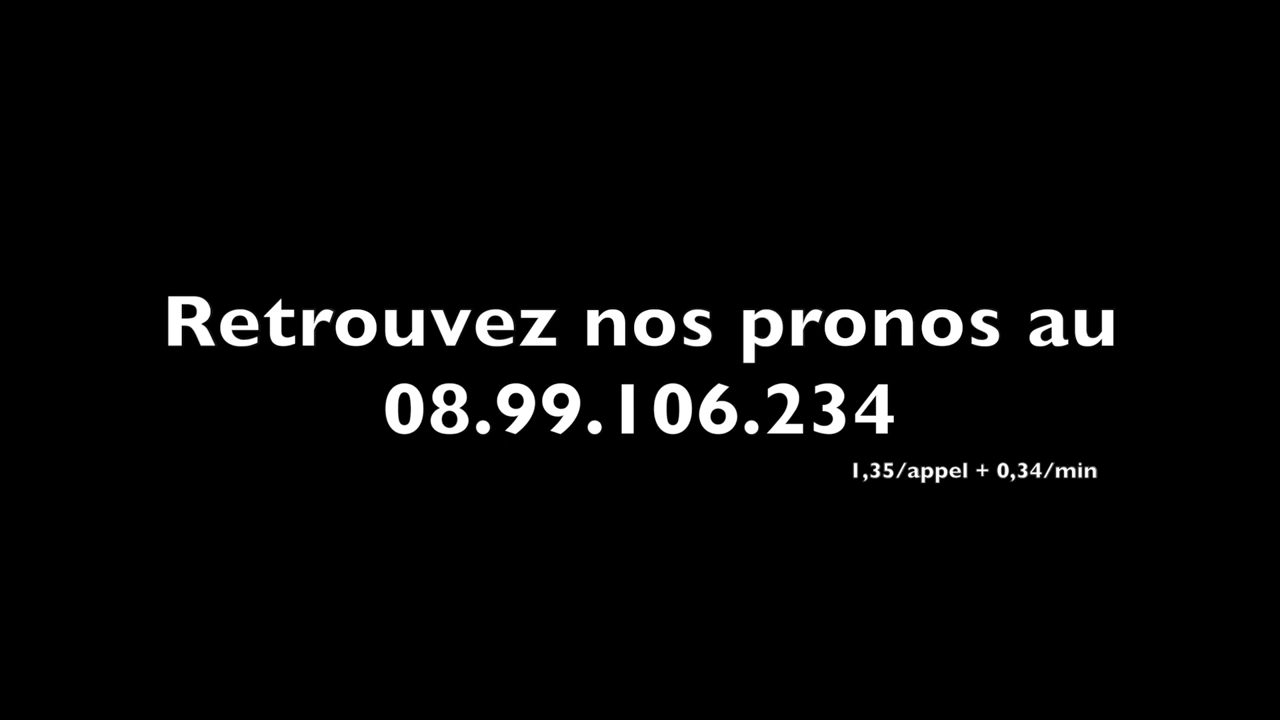 Retrouvez nos pronos au
08.99.106.234
1,35/appel + 0,34/min